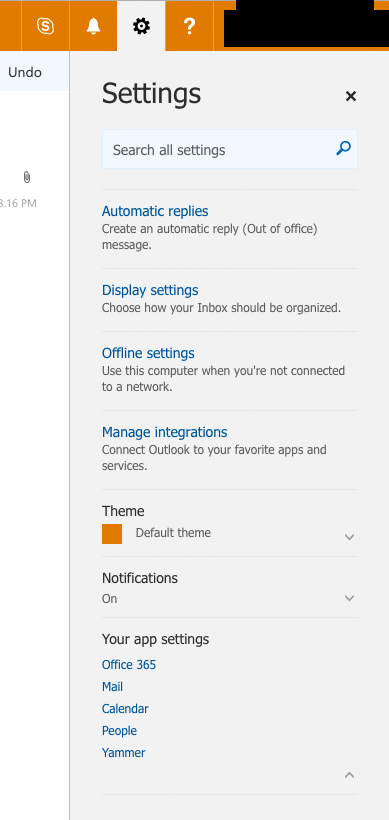 ?
Undo
Settings
Search all settings
Automatic replies
Create an automatic reply (Out of office)
message.
8:16 PM
Display settings
Choose how your Inbox should be organized.
Offline settings
Use this computer when you're not connected
to a network.
Manage integrations
Connect Outlook to your favorite apps and
services.
Theme
Default theme
Notifications
On
Your app settings
Office 365
Mail
Calendar
People
Yammer